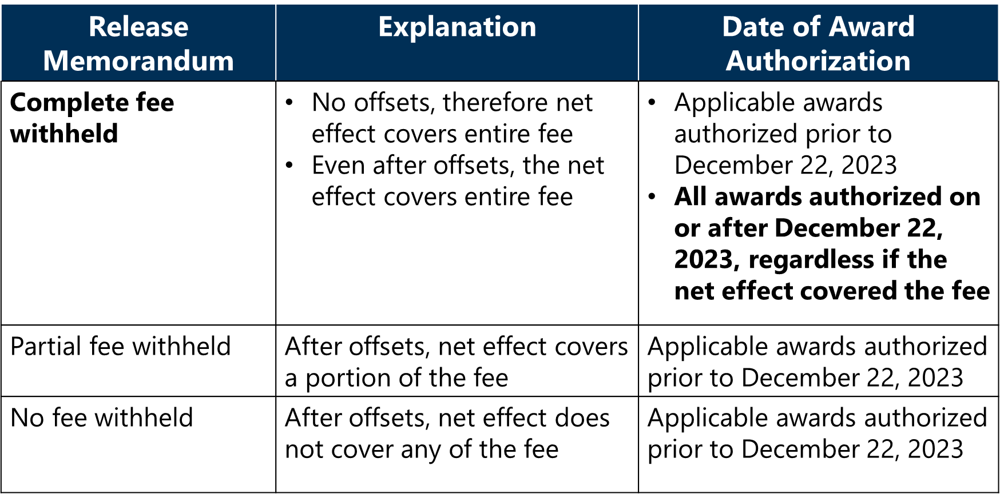 Release
Memorandum
Explanation
Date of Award
Authorization
Complete fee
withheld
• No offsets, therefore net
effect covers entire fee
• Even after offsets, the net
effect covers entire fee
• Applicable awards
authorized prior to
December 22, 2023
• All awards authorized on
or after December 22,
2023, regardless if the
net effect covered the fee
Partial fee withheld
After offsets, net effect covers
a portion of the fee
Applicable awards authorized
prior to December 22, 2023
No fee withheld
After offsets, net effect does
not cover any of the fee
Applicable awards authorized
prior to December 22, 2023